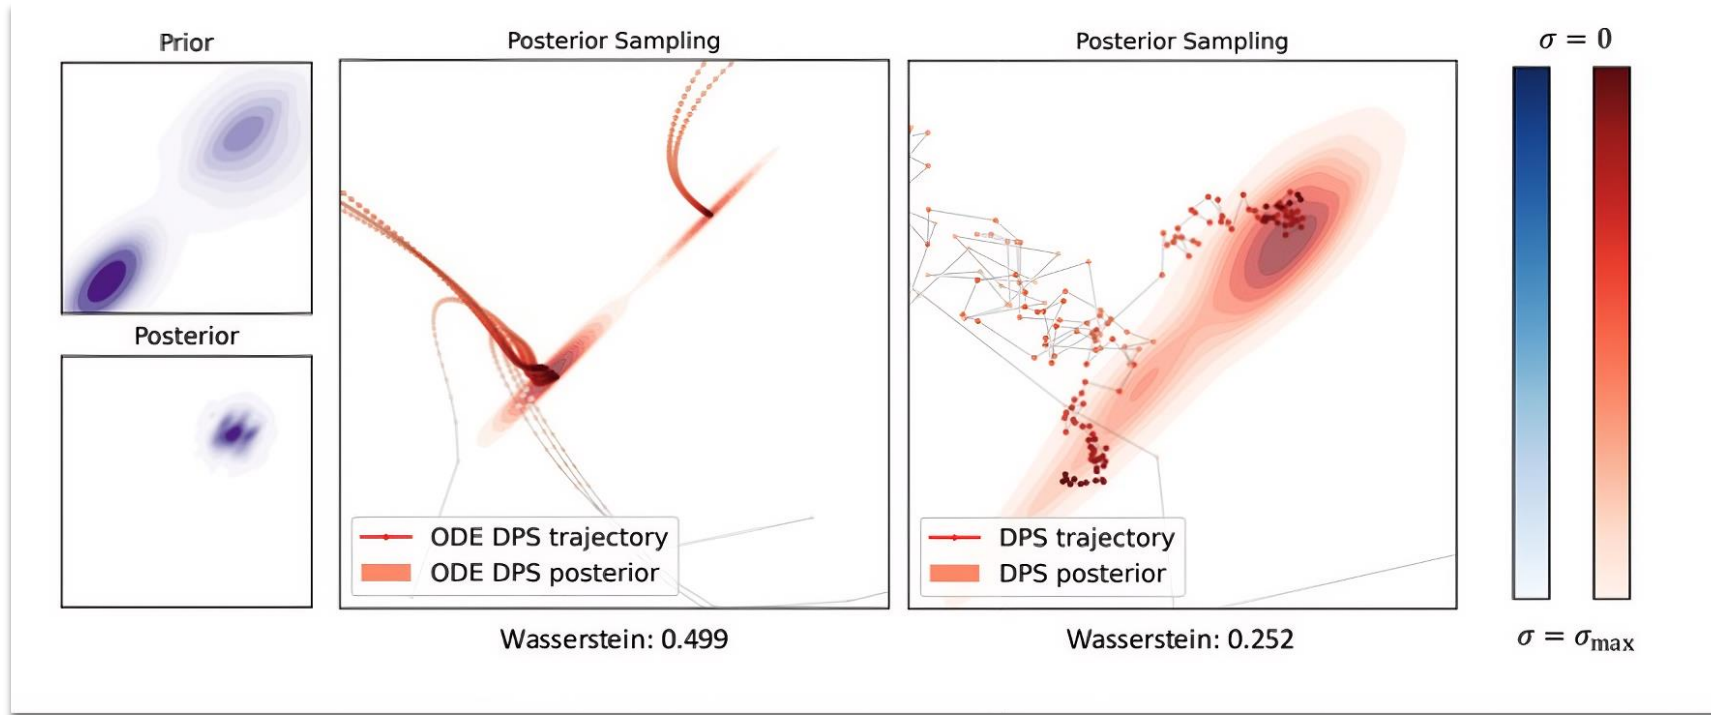 Prior
Posterior Sampling
Posterior Sampling
σ = 0
Posterior
ODE DPS trajectory
ODE DPS posterior
DPS trajectory
DPS posterior
Wasserstein: 0.499
Wasserstein: 0.252
σ = σmax